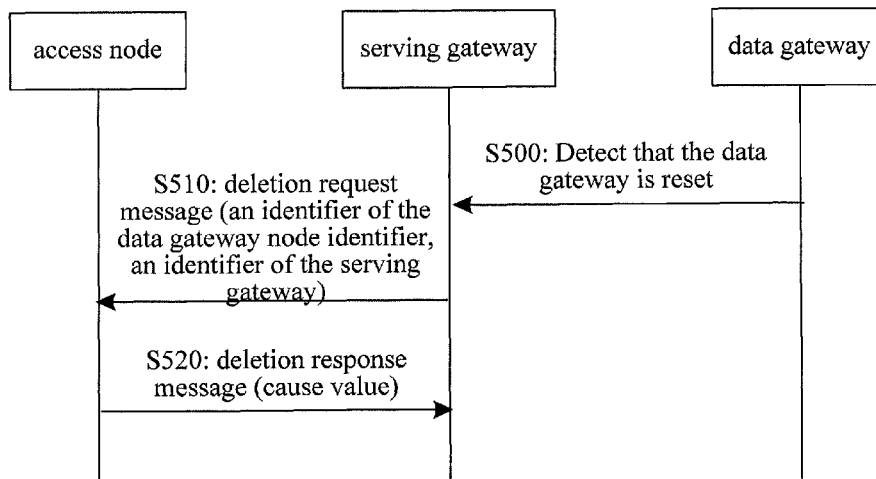 access node
serving gateway
data gateway
S500: Detect that the data
gateway is reset
S510: deletion request
message (an identifier of the
data gateway node identifier,
an identifier of the serving
gateway)
S520: deletion response
message (cause value)